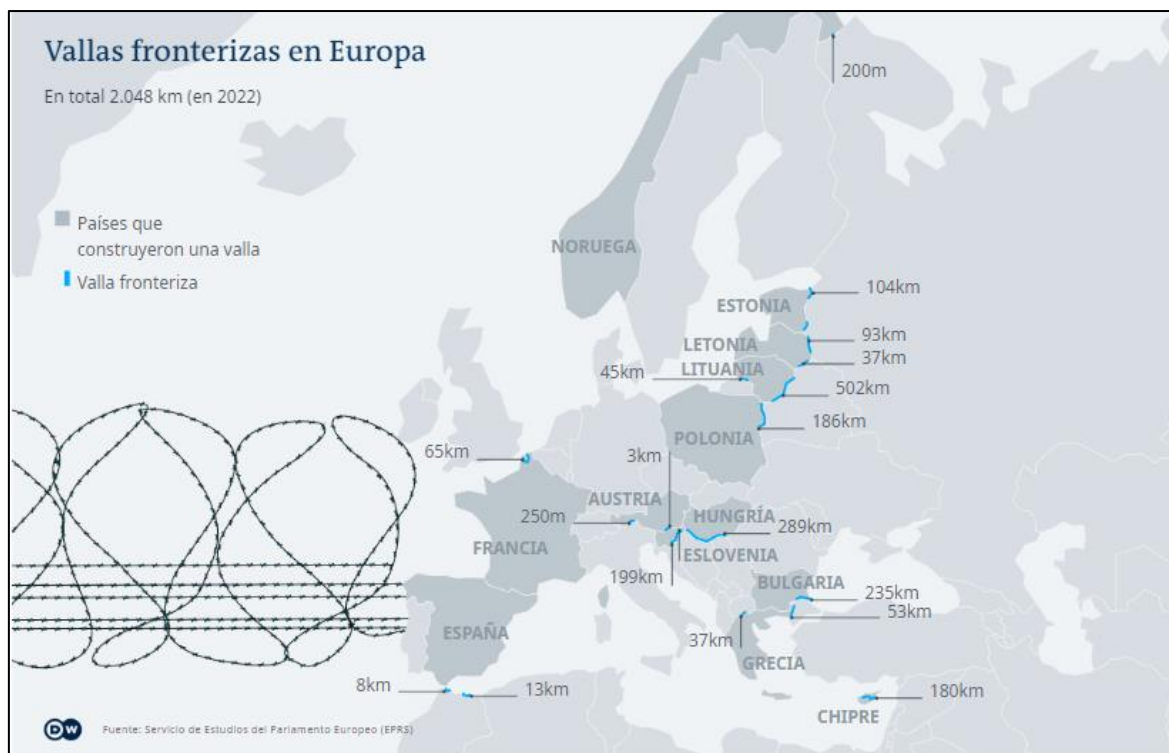 Vallas fronterizas en Europa
En total 2.048 km (en 2022)
200m
Países que
construyeron una valla
Valla fronteriza
NORUEGA
ESTONIA
104km
LETONIA
93km
LITUANIA
37km
45km
502km
POLONIA
186km
65km
3km
AUSTRIA
250m
HUNGRÍA
289km
FRANCIA
ESLOVENIA
199km
BULGARIA
235km
53km
ESPAÑA
37km
GRECIA
8km
13km
180km
CHIPRE
DW
Fuente: Servicio de Estudios del Parlamento Europeo (EPRS)